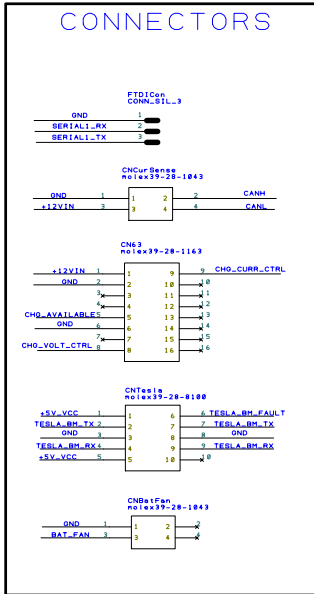 CONNECTORS
FTDICon
CONN_SIL_3
GND 1
SERIAL1_RX 2
SERIAL1_TX 3
CNCurSense
molex39-28-1043
GND 1 1 2 2 CANH
+12VIN 3 3 4 4 CANL
CN63
molex39-28-1163
+12VIN 1 1 9 9 CHG_CURR_CTRL
GND 2 2 10 10
3 3 11 11
4 4 12 12
CHG_AVAILABLE 5 5 13 13
GND 6 6 14 14
7 7 15 15
CHG_VOLT_CTRL 8 8 16 16
CNTesla
molex39-28-8100
+5V_VCC 1 1 6 6 TESLA_BM_FAULT
TESLA_BM_TX 2 2 7 7 TESLA_BM_TX
GND 3 3 8 8 GND
TESLA_BM_RX 4 4 9 9 TESLA_BM_RX
+5V_VCC 5 5 10 10
CNBatFan
molex39-28-1043
GND 1 1 2 2
BAT_FAN 3 3 4 4